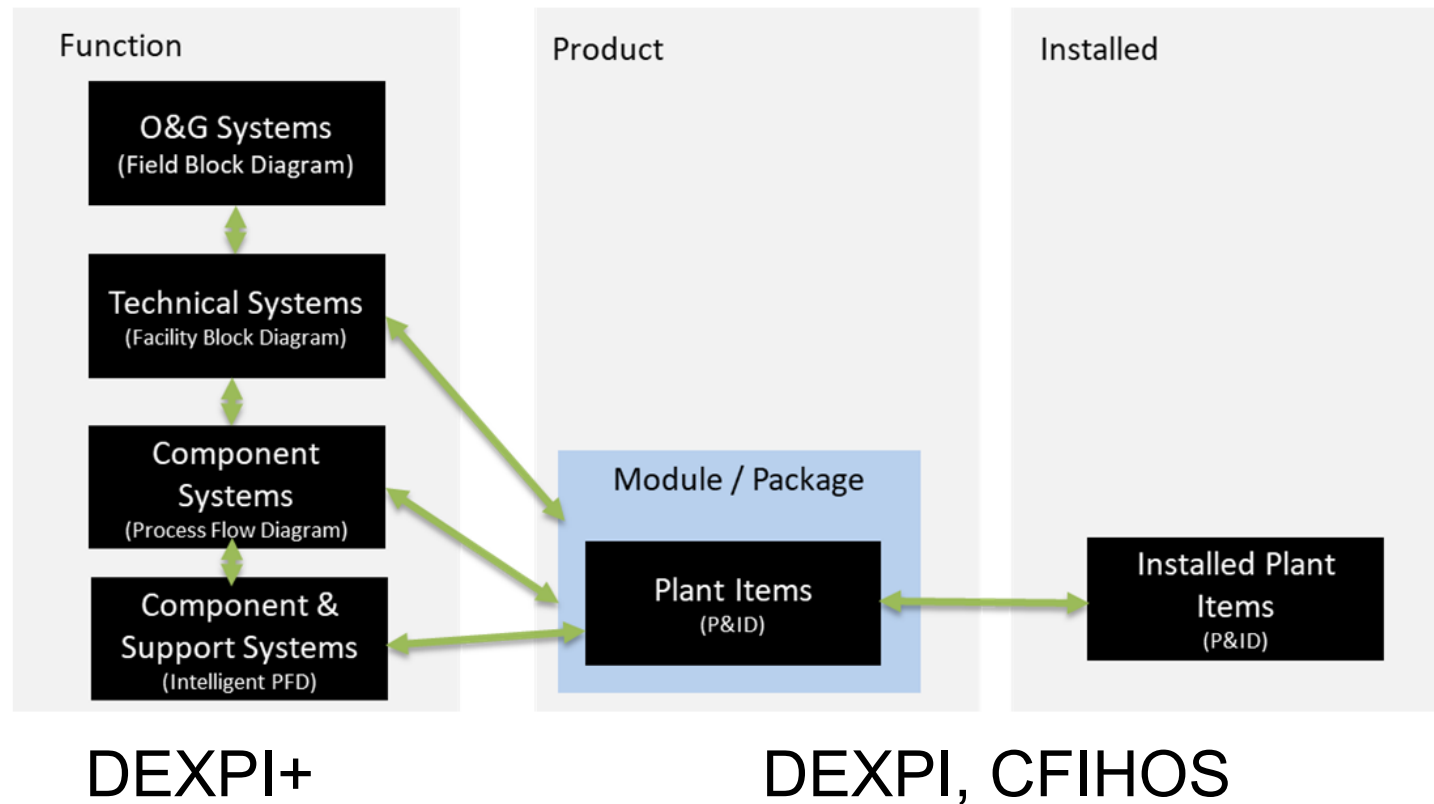 Function
O&G Systems
(Field Block Diagram)
Technical Systems
(Facility Block Diagram)
Component
Systems
(Process Flow Diagram)
Component &
Support Systems
(Intelligent PFD)
Product
Module / Package
Plant Items
(P&ID)
Installed
Installed Plant
Items
(P&ID)
DEXPI+
DEXPI, CFIHOS